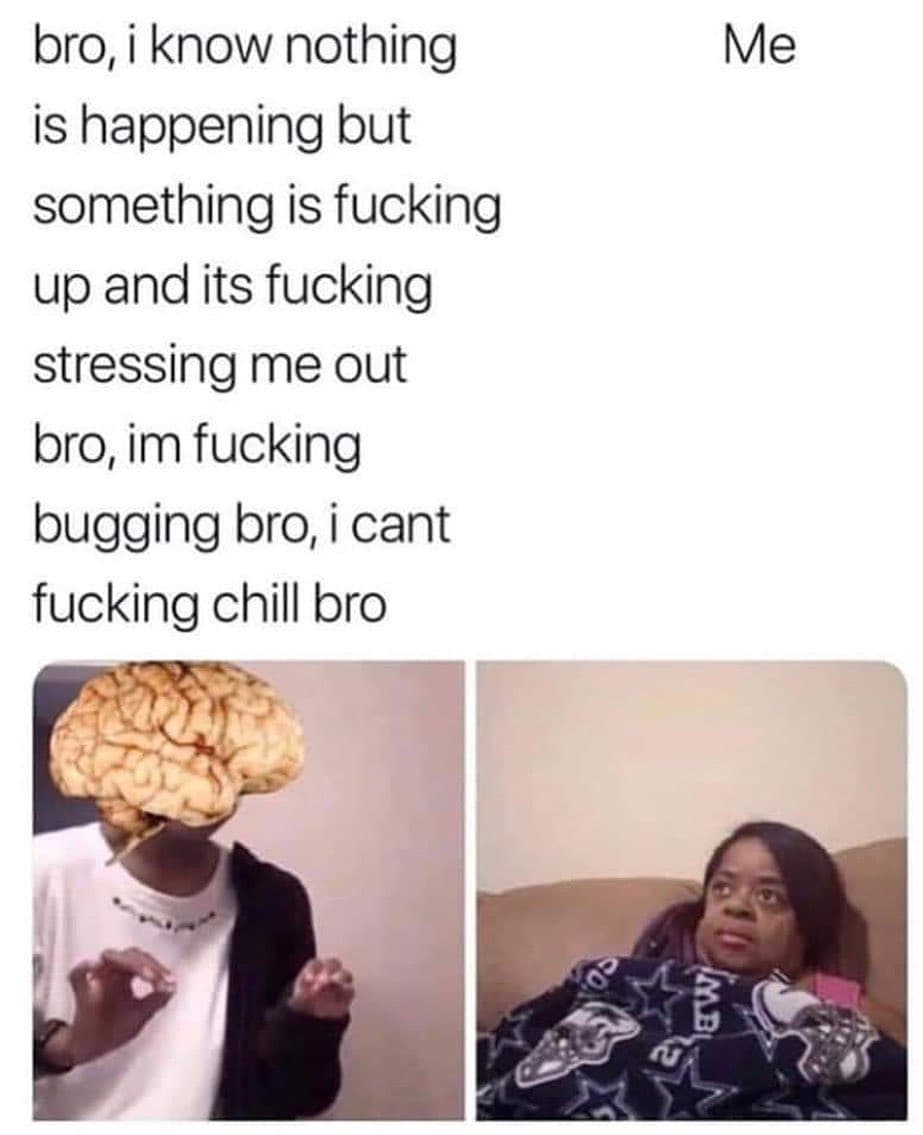 bro, i know nothing
is happening but
something is fucking
up and its fucking
stressing me out
bro, im fucking
bugging bro, i cant
fucking chill bro
Me